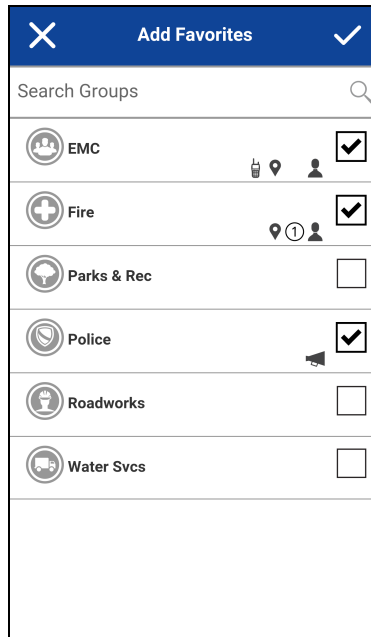 Add Favorites
Search Groups
EMC
Fire
1
Parks & Rec
Police
Roadworks
Water Svcs